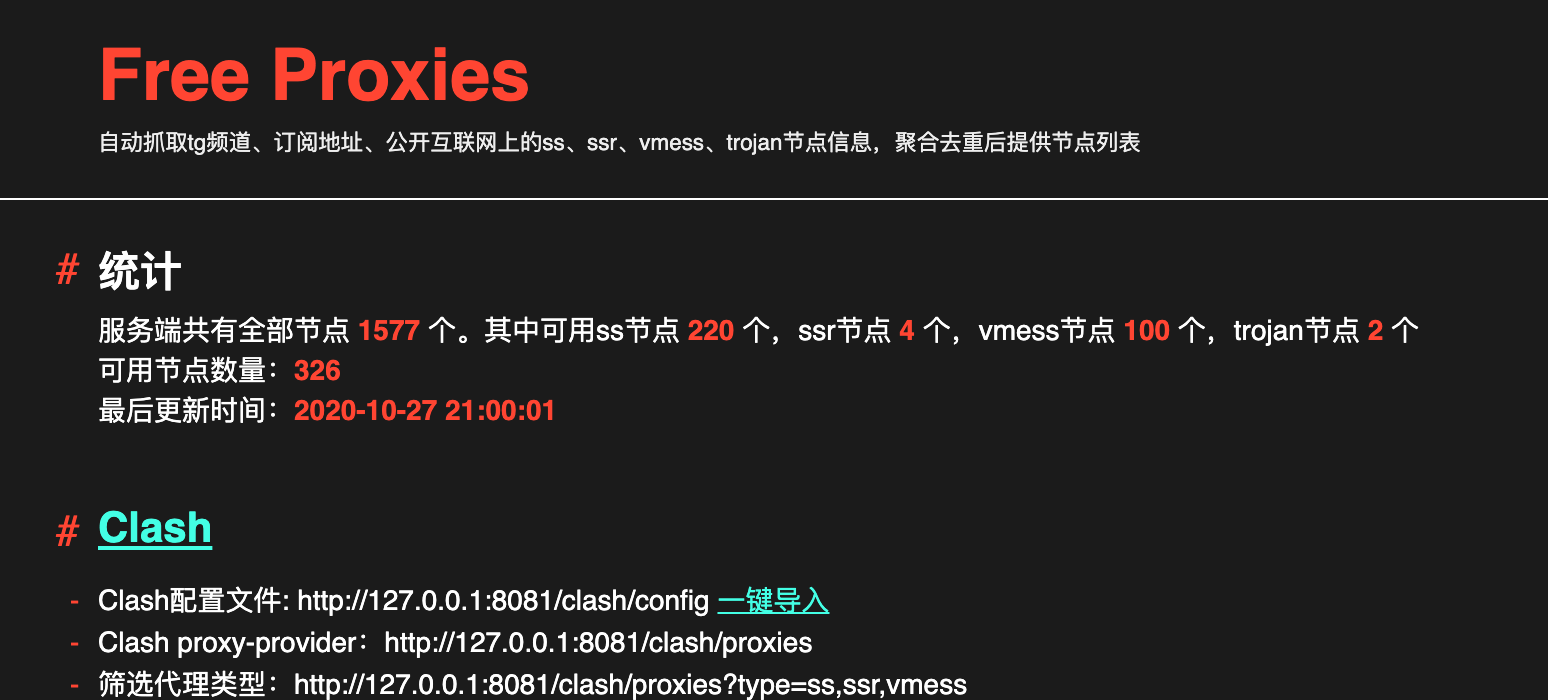 Free Proxies
自动抓取tg频道、订阅地址、公开互联网上的ss、ssr、vmess、trojan节点信息，聚合去重后提供节点列表
# 统计
服务端共有全部节点 1577 个。其中可用ss节点 220 个，ssr节点 4 个，vmess节点 100 个，trojan节点 2 个
可用节点数量：326
最后更新时间：2020-10-27 21:00:01
# Clash
- Clash配置文件: http://127.0.0.1:8081/clash/config 一键导入
- Clash proxy-provider：http://127.0.0.1:8081/clash/proxies
- 筛选代理类型：http://127.0.0.1:8081/clash/proxies?type=ss,ssr,vmess